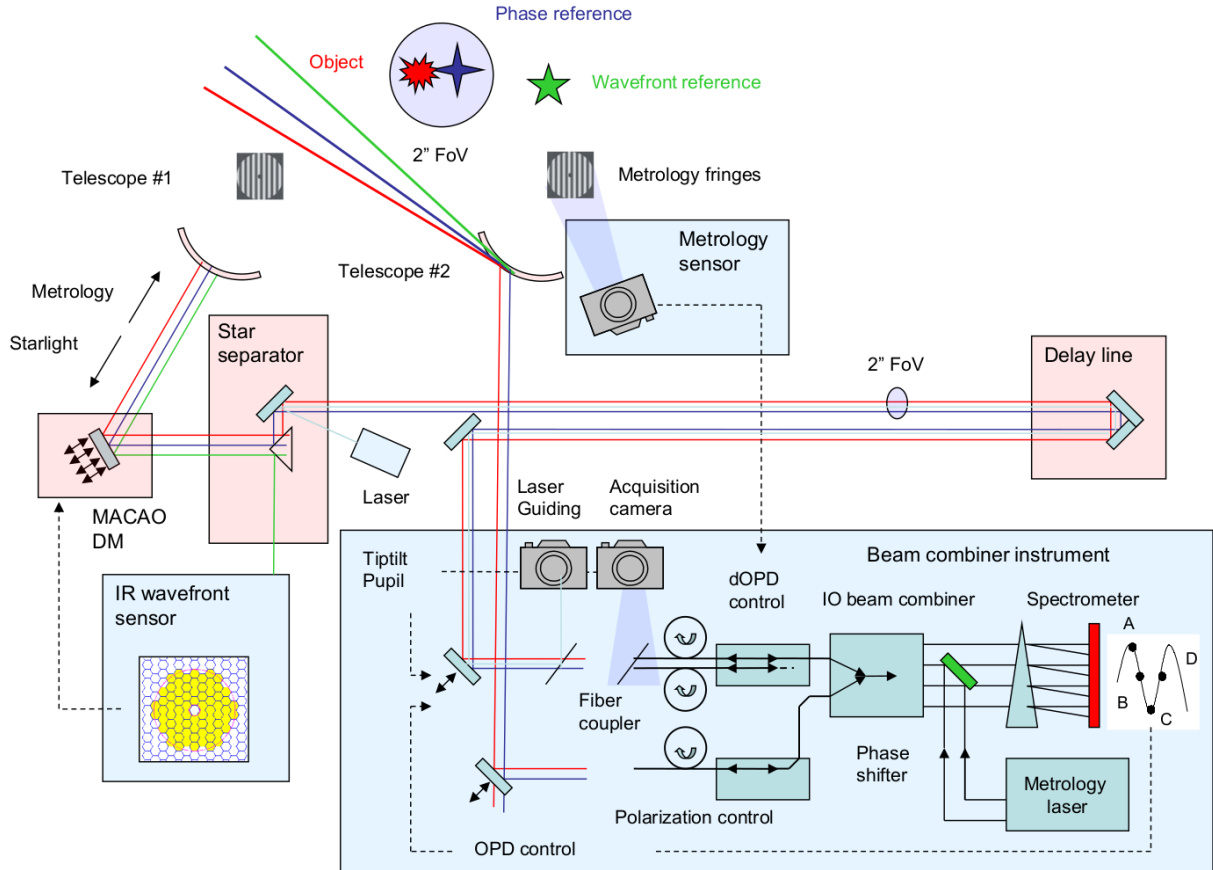 Phase reference
Object
Wavefront reference
2” FoV
Telescope #1
Metrology fringes
Metrology
sensor
Telescope #2
Metrology
Starlight
Star
separator
2” FoV
Delay line
Laser
MACAO
DM
Laser
Guiding
Acquisition
camera
IR wavefront
sensor
Tiptilt
Pupil
Beam combiner instrument
dOPD
control
IO beam combiner
Spectrometer
A
B
C
D
Fiber
coupler
Phase
shifter
Metrology
laser
Polarization control
OPD control